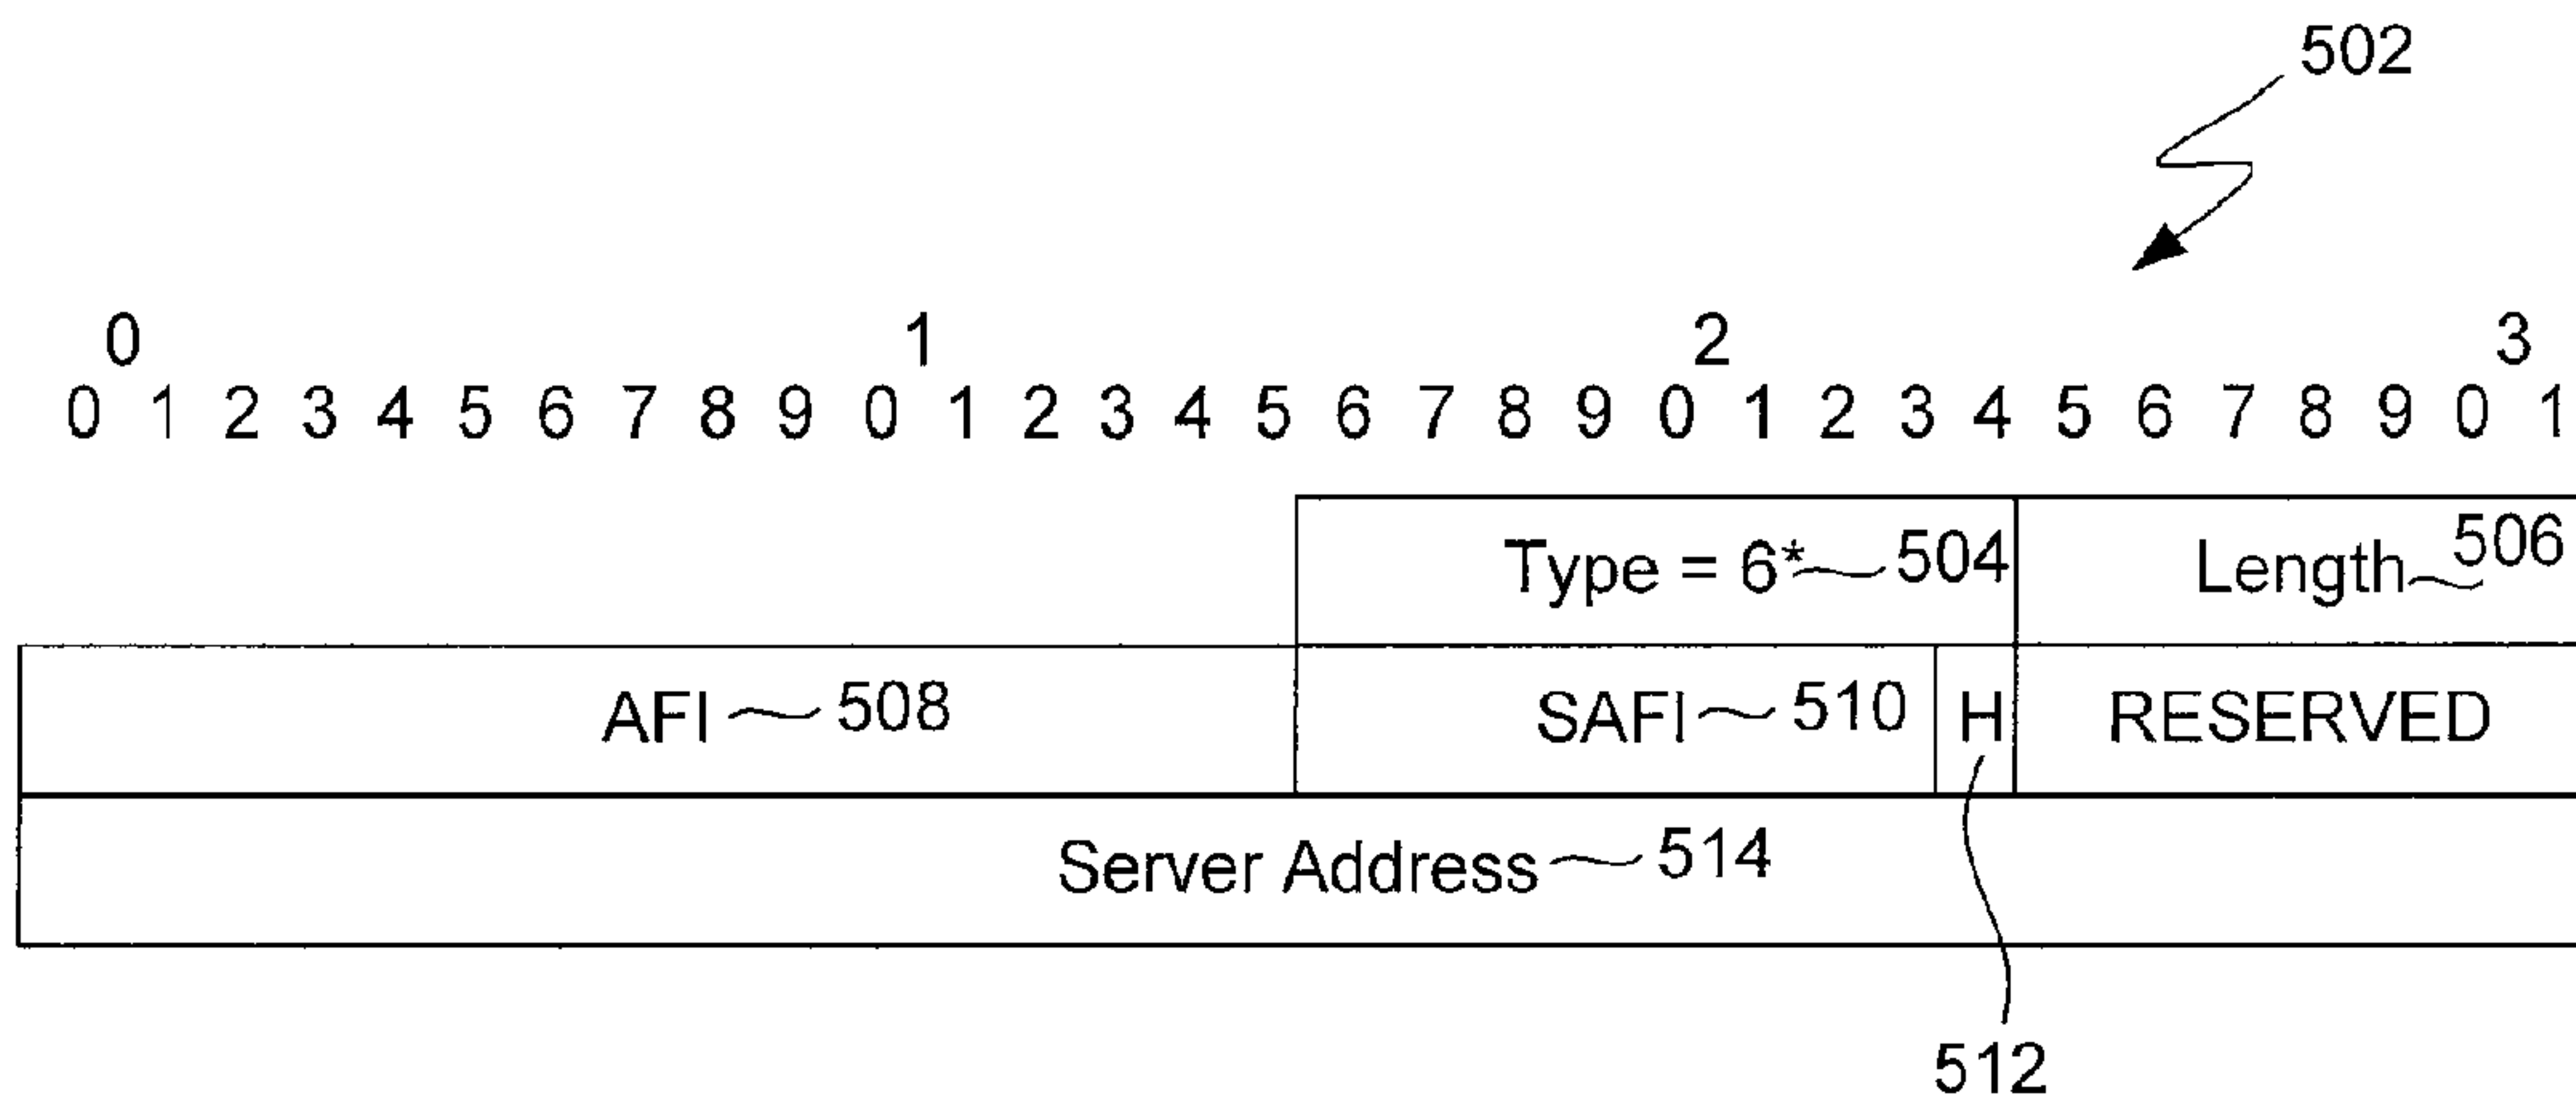 502
0 1 2 3
0 1 2 3 4 5 6 7 8 9 0 1 2 3 4 5 6 7 8 9 0 1 2 3 4 5 6 7 8 9 0 1
Type = 6* 504 Length 506
AFI 508 SAFI 510 H RESERVED
Server Address 514
512